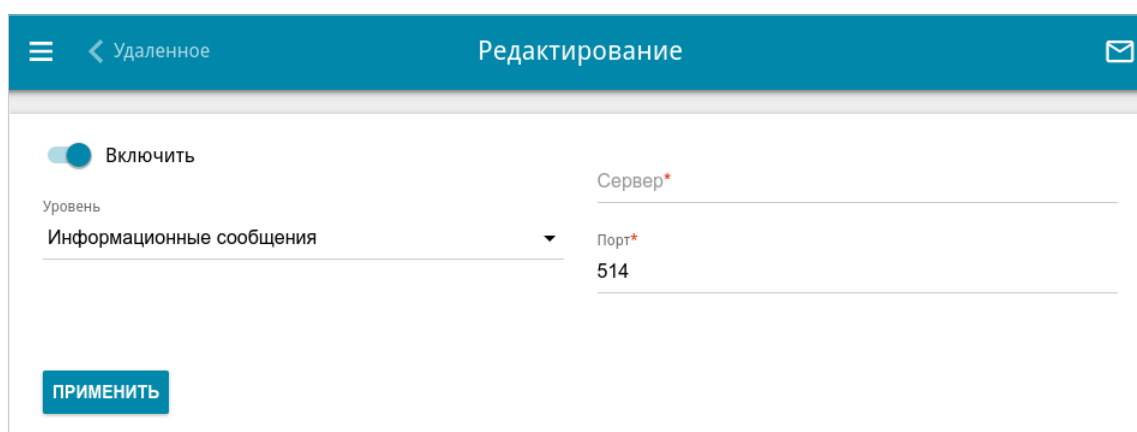 Удаленное
Редактирование
Включить
Уровень
Информационные сообщения
Сервер*
Порт*
514
ПРИМЕНИТЬ